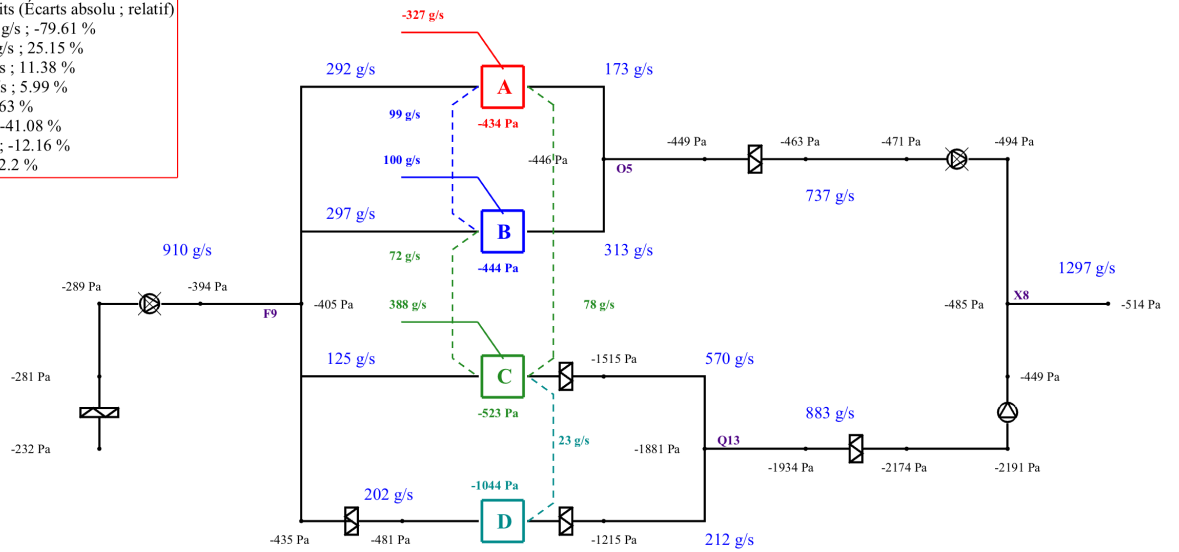 its (Écarts absolu ; relatif)
g/s ; -79.61 %
g/s ; 25.15 %
s ; 11.38 %
s ; 5.99 %
63 %
-41.08 %
; -12.16 %
2.2 %
-327 g/s
292 g/s
A
173 g/s
99 g/s
-434 Pa
-449 Pa
-463 Pa
-471 Pa
-494 Pa
100 g/s
-446 Pa
O5
737 g/s
297 g/s
B
313 g/s
910 g/s
72 g/s
-444 Pa
1297 g/s
-289 Pa
-394 Pa
F9
-405 Pa
388 g/s
78 g/s
-485 Pa
X8
-514 Pa
125 g/s
-1515 Pa
570 g/s
-281 Pa
C
-449 Pa
-523 Pa
883 g/s
-232 Pa
23 g/s
-1881 Pa
Q13
-1934 Pa
-2174 Pa
-2191 Pa
-1044 Pa
202 g/s
D
-435 Pa
-481 Pa
-1215 Pa
212 g/s